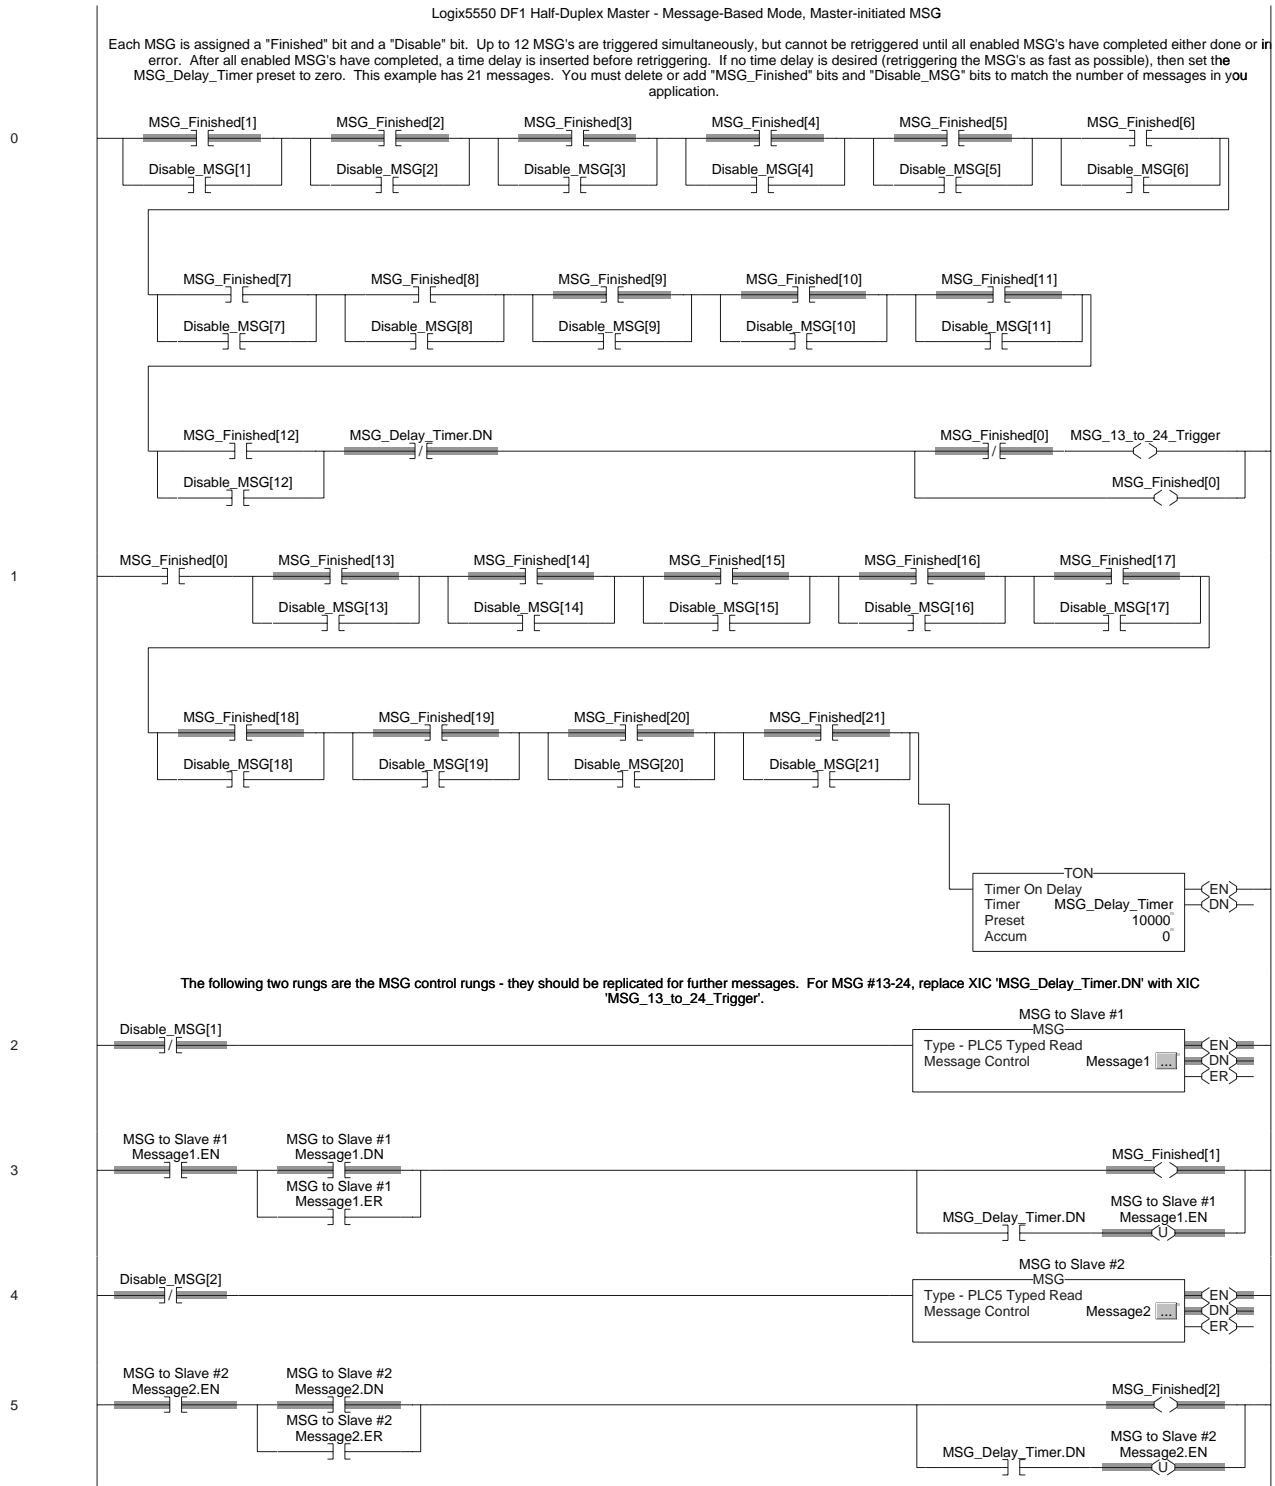 Logix5550 DF1 Half-Duplex Master - Message-Based Mode, Master-initiated MSG
Each MSG is assigned a "Finished" bit and a "Disable" bit. Up to 12 MSG's are triggered simultaneously, but cannot be retriggered until all enabled MSG's have completed either done or in
error. After all enabled MSG's have completed, a time delay is inserted before retriggering. If no time delay is desired (retriggering the MSG's as fast as possible), then set the
MSG_Delay_Timer preset to zero. This example has 21 messages. You must delete or add "MSG_Finished" bits and "Disable_MSG" bits to match the number of messages in you
application.
MSG_Finished[1] MSG_Finished[2] MSG_Finished[3] MSG_Finished[4] MSG_Finished[5] MSG_Finished[6]
0
Disable_MSG[1] Disable_MSG[2] Disable_MSG[3] Disable_MSG[4] Disable_MSG[5] Disable_MSG[6]
MSG_Finished[7] MSG_Finished[8] MSG_Finished[9] MSG_Finished[10] MSG_Finished[11]
Disable_MSG[7] Disable_MSG[8] Disable_MSG[9] Disable_MSG[10] Disable_MSG[11]
MSG_Finished[12] MSG_Delay_Timer.DN MSG_Finished[0] MSG_13_to_24_Trigger
Disable_MSG[12] MSG_Finished[0]
MSG_Finished[0] MSG_Finished[13] MSG_Finished[14] MSG_Finished[15] MSG_Finished[16] MSG_Finished[17]
1
Disable_MSG[13] Disable_MSG[14] Disable_MSG[15] Disable_MSG[16] Disable_MSG[17]
MSG_Finished[18] MSG_Finished[19] MSG_Finished[20] MSG_Finished[21]
Disable_MSG[18] Disable_MSG[19] Disable_MSG[20] Disable_MSG[21]
TON
Timer On Delay EN
Timer MSG_Delay_Timer DN
Preset 10000
Accum 0
The following two rungs are the MSG control rungs - they should be replicated for further messages. For MSG #13-24, replace XIC 'MSG_Delay_Timer.DN' with XIC
'MSG_13_to_24_Trigger'.
MSG to Slave #1
Disable_MSG[1] MSG
2 Type - PLC5 Typed Read EN
Message Control Message1 ... DN
ER
MSG to Slave #1 MSG to Slave #1
Message1.EN Message1.DN MSG_Finished[1]
3
MSG to Slave #1 MSG to Slave #1
Message1.ER MSG_Delay_Timer.DN Message1.EN
U
MSG to Slave #2
Disable_MSG[2] MSG
4 Type - PLC5 Typed Read EN
Message Control Message2 ... DN
ER
MSG to Slave #2 MSG to Slave #2
Message2.EN Message2.DN MSG_Finished[2]
5
MSG to Slave #2 MSG to Slave #2
Message2.ER MSG_Delay_Timer.DN Message2.EN
U